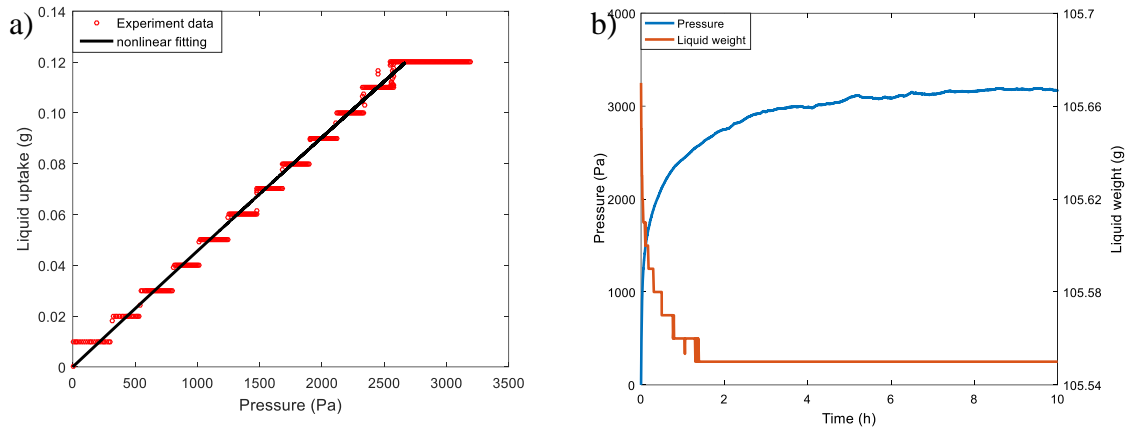 a)
Experiment data
nonlinear fitting
0.14
0.12
0.10
0.08
0.06
0.04
0.02
0
Liquid uptake (g)
0
500
1000
1500
2000
2500
3000
3500
Pressure (Pa)
b)
Pressure
Liquid weight
4000
3000
2000
1000
0
Pressure (Pa)
105.7
105.66
105.62
105.58
105.54
Liquid weight (g)
0
2
4
6
8
10
Time (h)